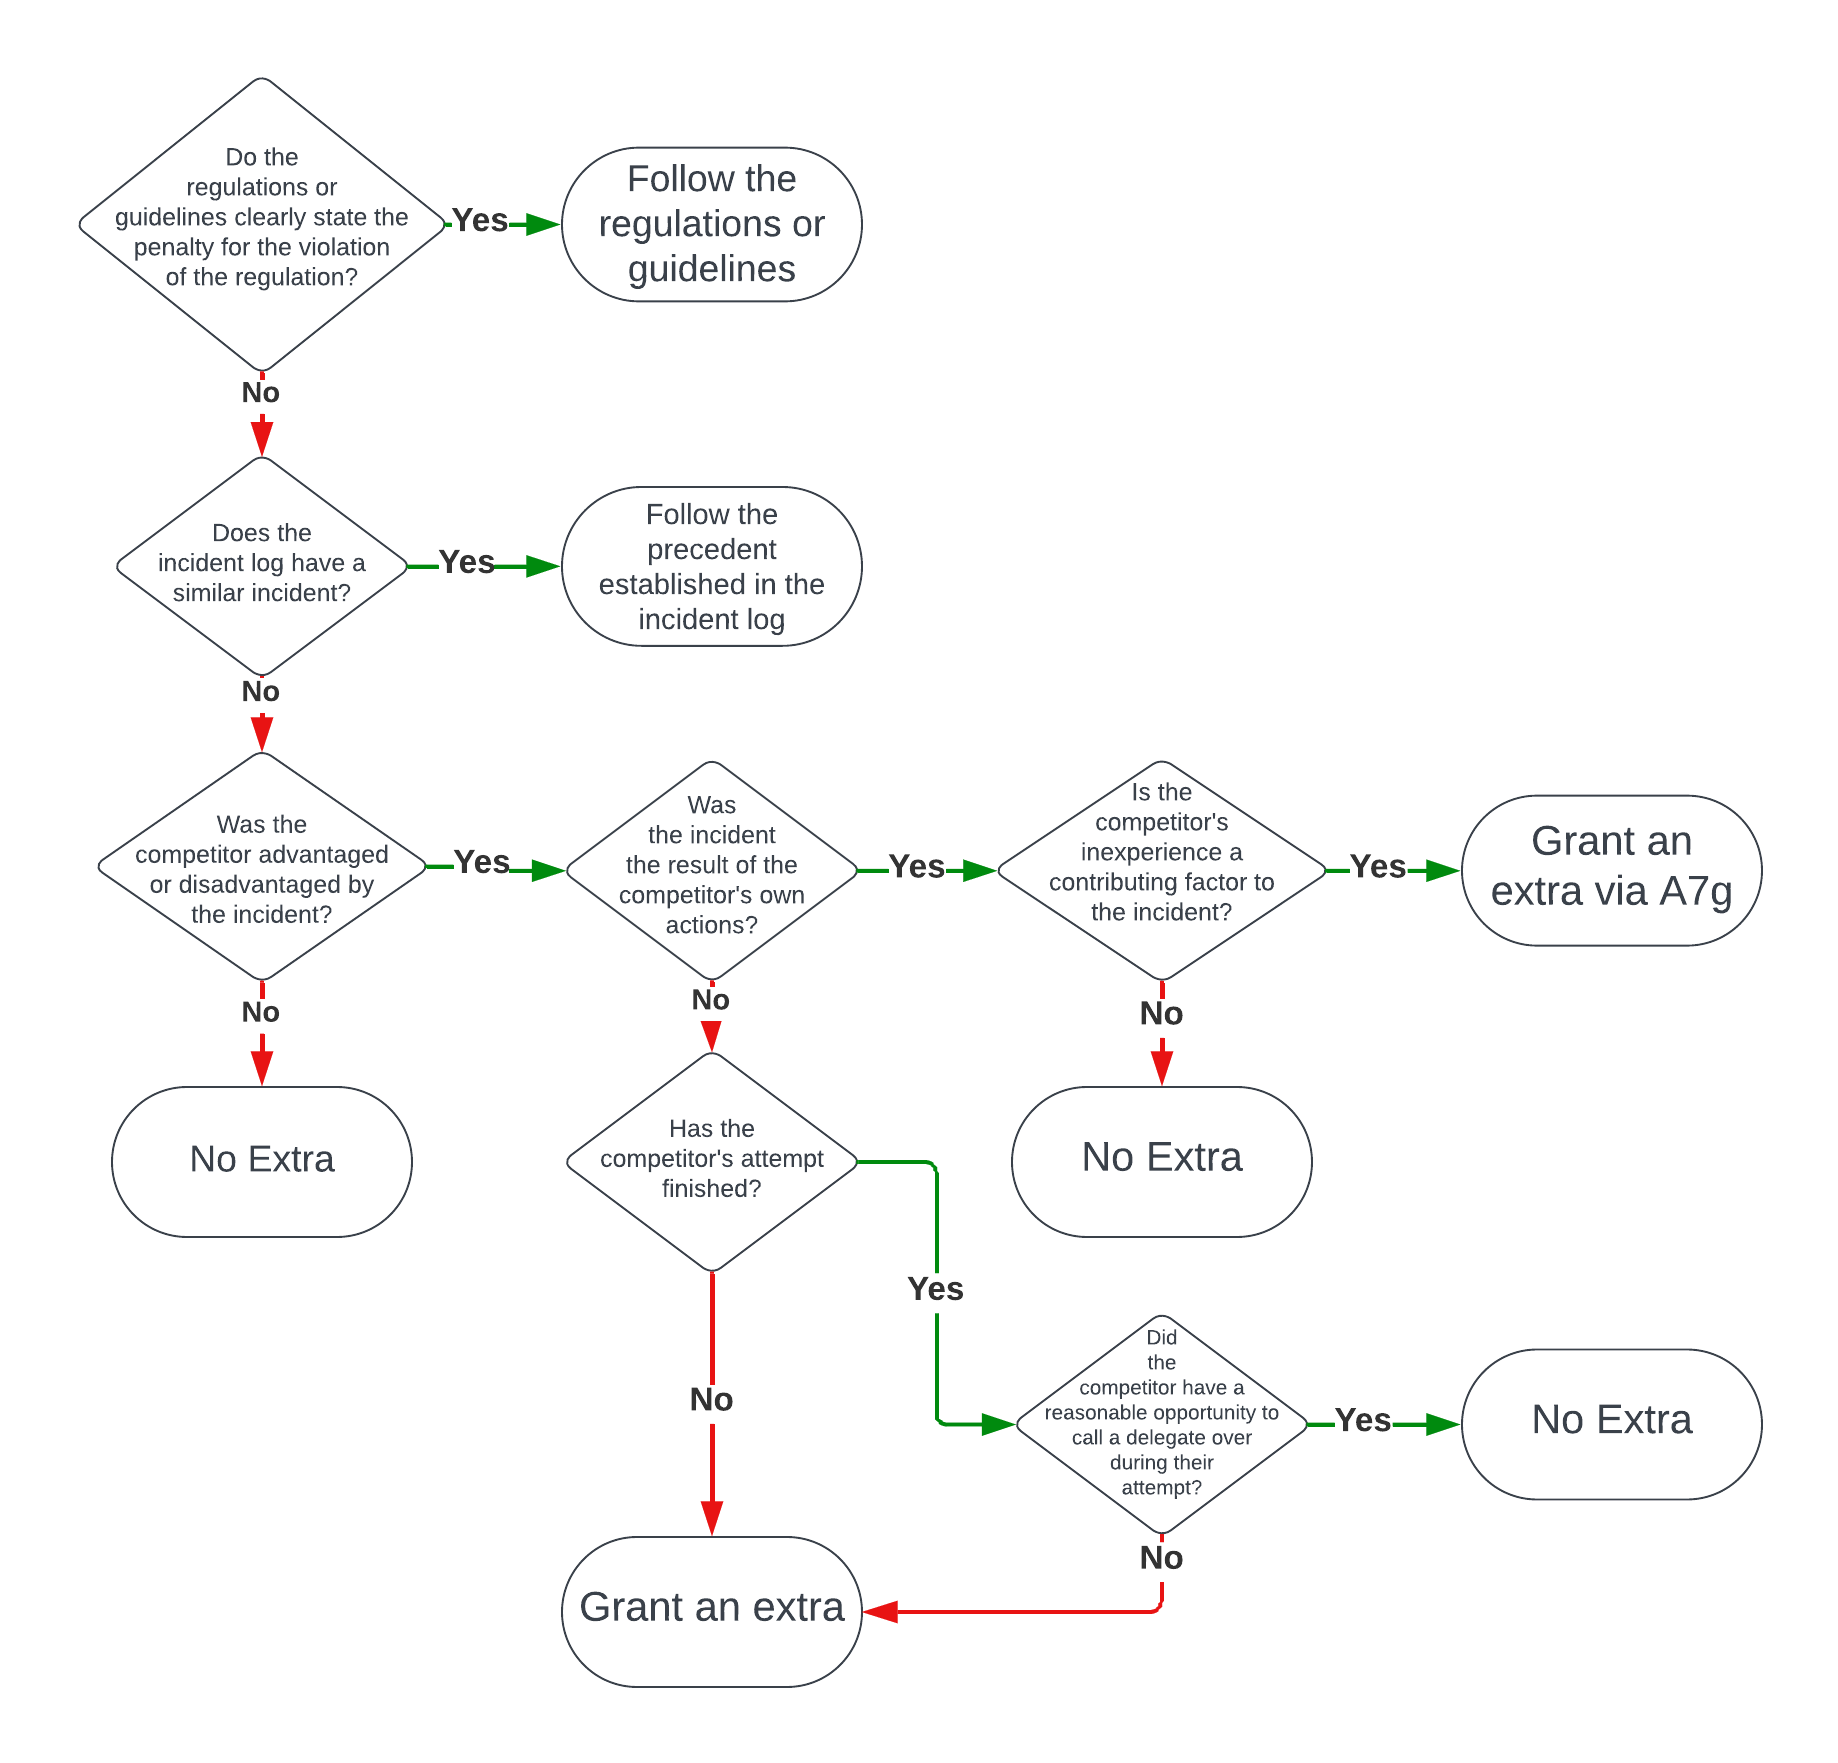 Do the
regulations or
guidelines clearly state the
penalty for the violation
of the regulation?
Yes
Follow the
regulations or
guidelines
No
Does the
incident log have a
similar incident?
Yes
Follow the
precedent
established in the
incident log
No
Was the
competitor advantaged
or disadvantaged by
the incident?
Yes
Was
the incident
the result of the
competitor's own
actions?
Yes
Is the
competitor's
inexperience a
contributing factor to
the incident?
Yes
Grant an
extra via A7g
No
No Extra
No
Has the
competitor's attempt
finished?
No
No Extra
Yes
Did
the
competitor have a
reasonable opportunity to
call a delegate over
during their
attempt?
Yes
No Extra
No
No
Grant an extra